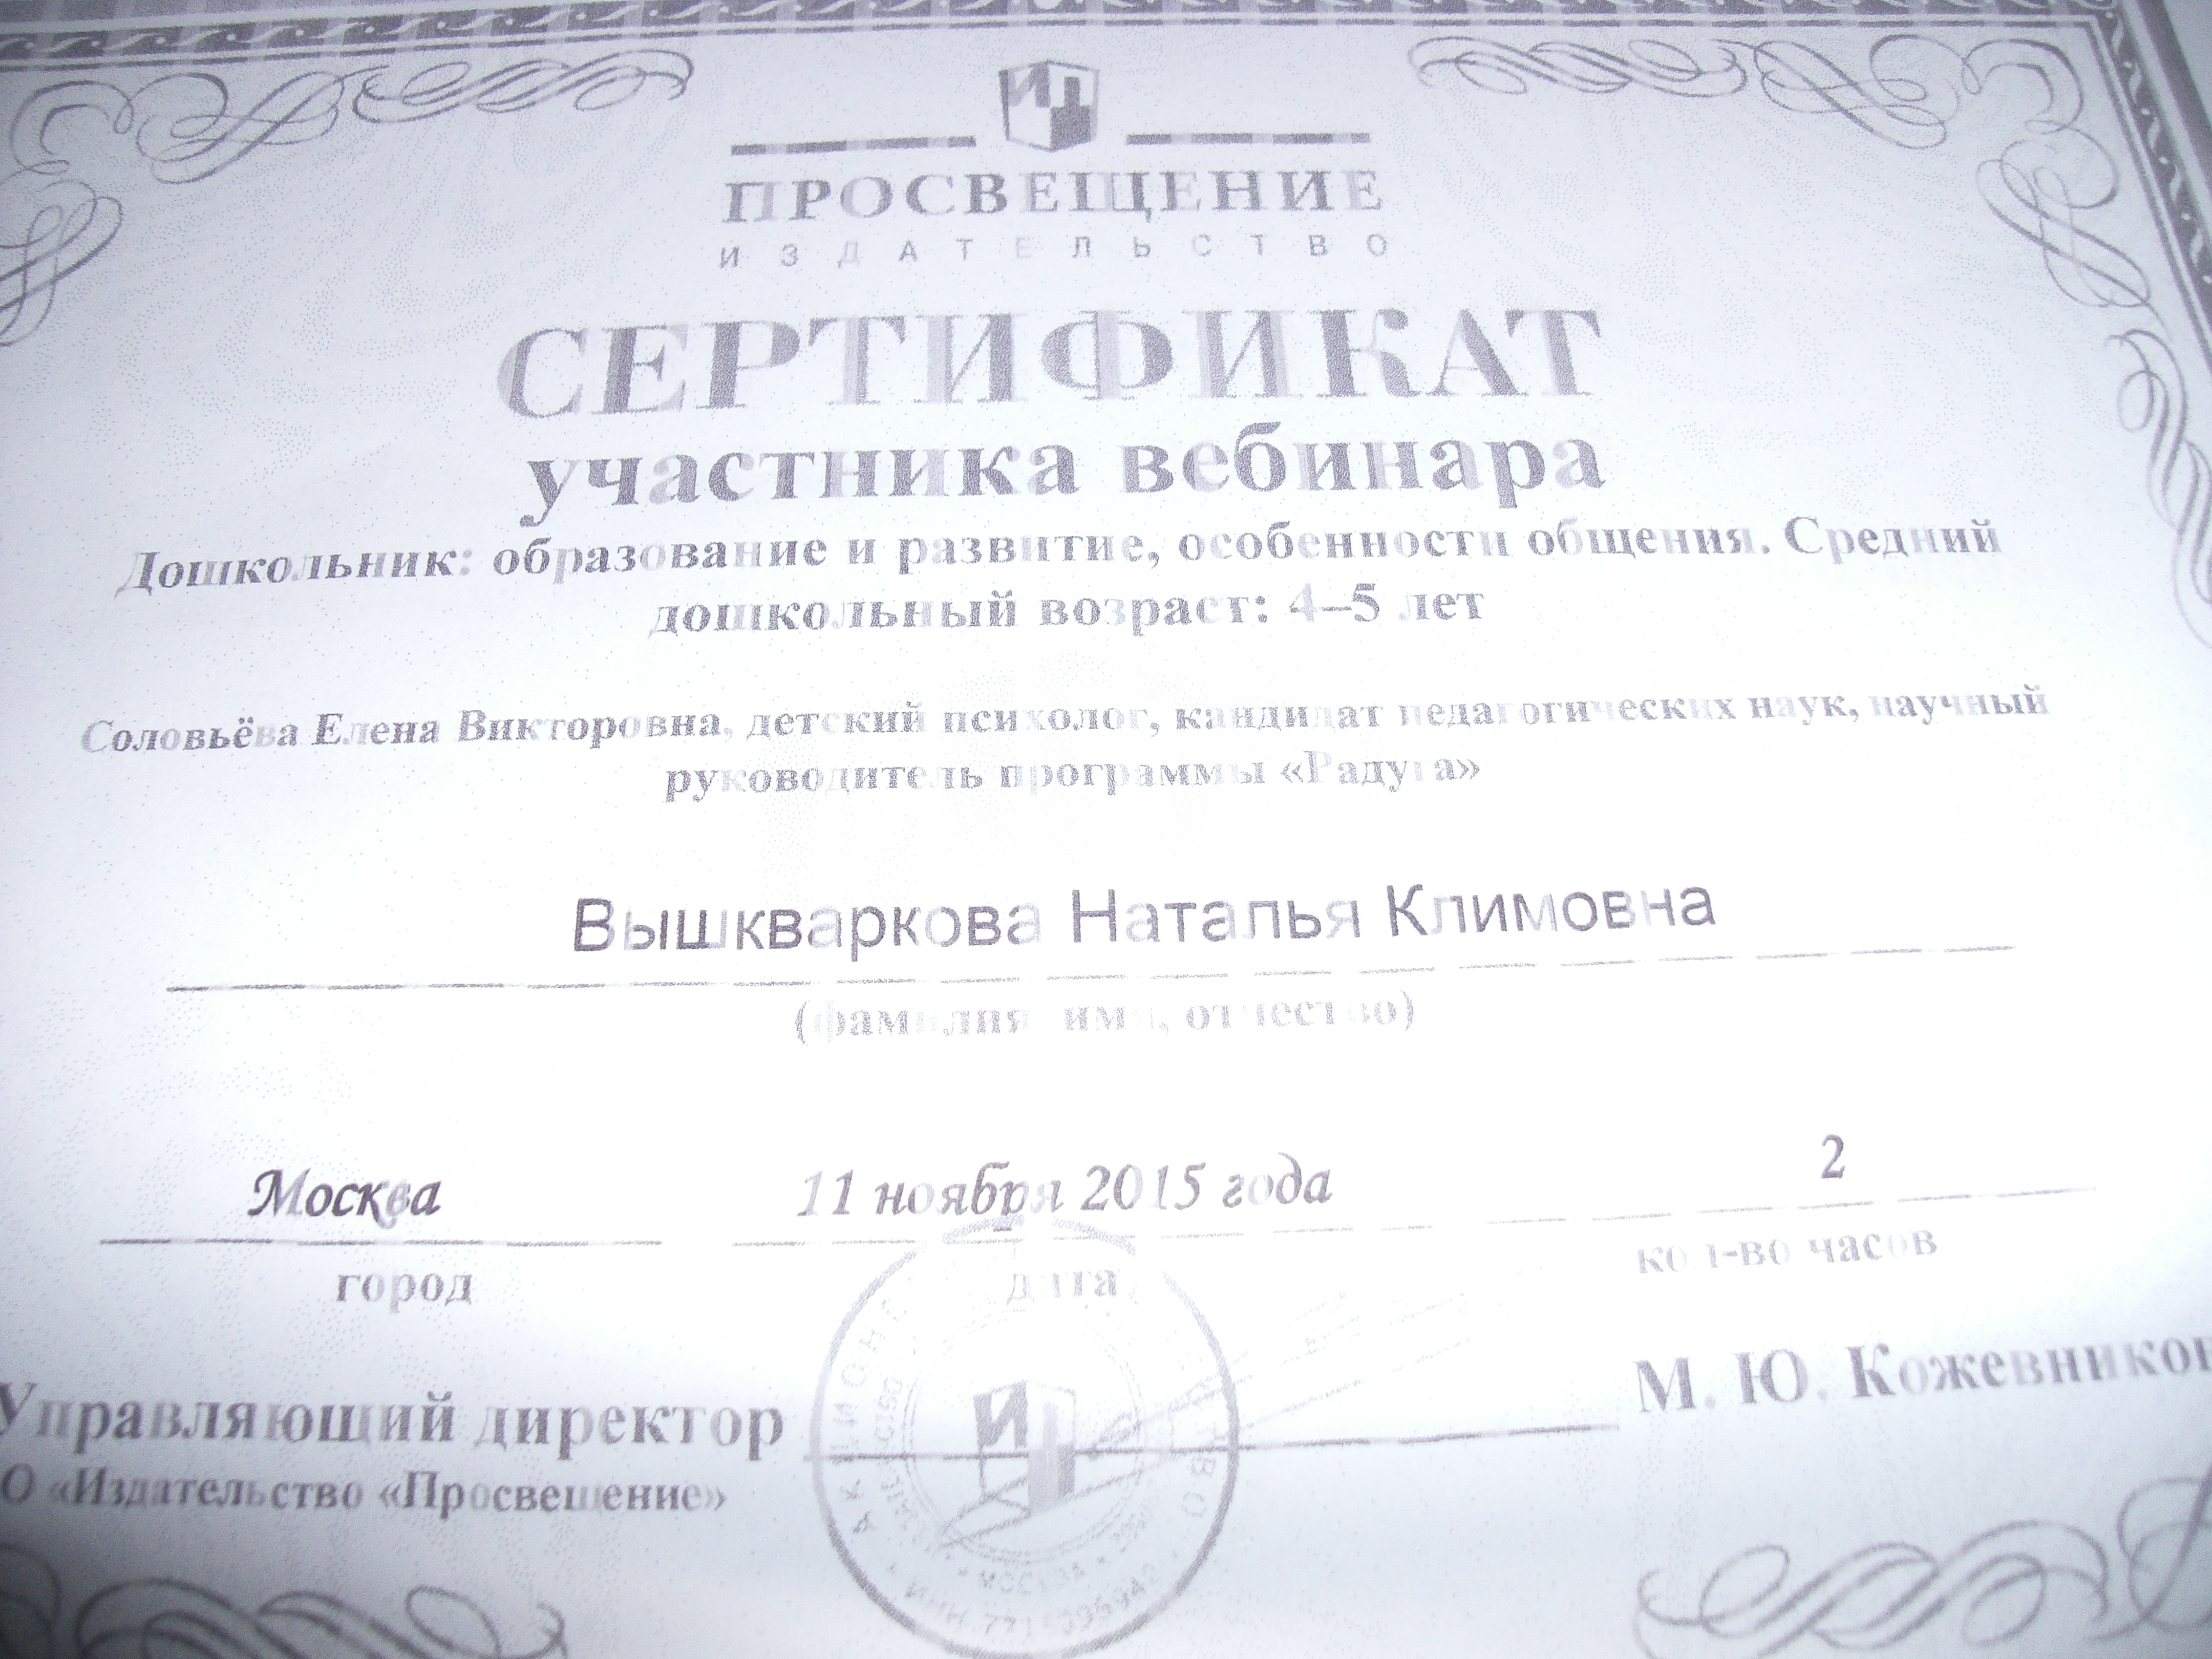 ПРОСВЕЩЕНИЕ
ИЗДАТЕЛЬСТВО
СЕРТИФИКАТ
участника вебинара
Дошкольник: образование и развитие, особенности общения. Средний
дошкольный возраст: 4–5 лет
Соловьёва Елена Викторовна, детский психолог, кандидат педагогических наук, научный
руководитель программы «Радуга»
Вышкваркова Наталья Климовна
(фамилия, имя, отчество)
Москва 11 ноября 2015 года 2
город дата кол-во часов
Управляющий директор М. Ю. Кожевников
О «Издательство «Просвещение»
МОСКВА
ИНН